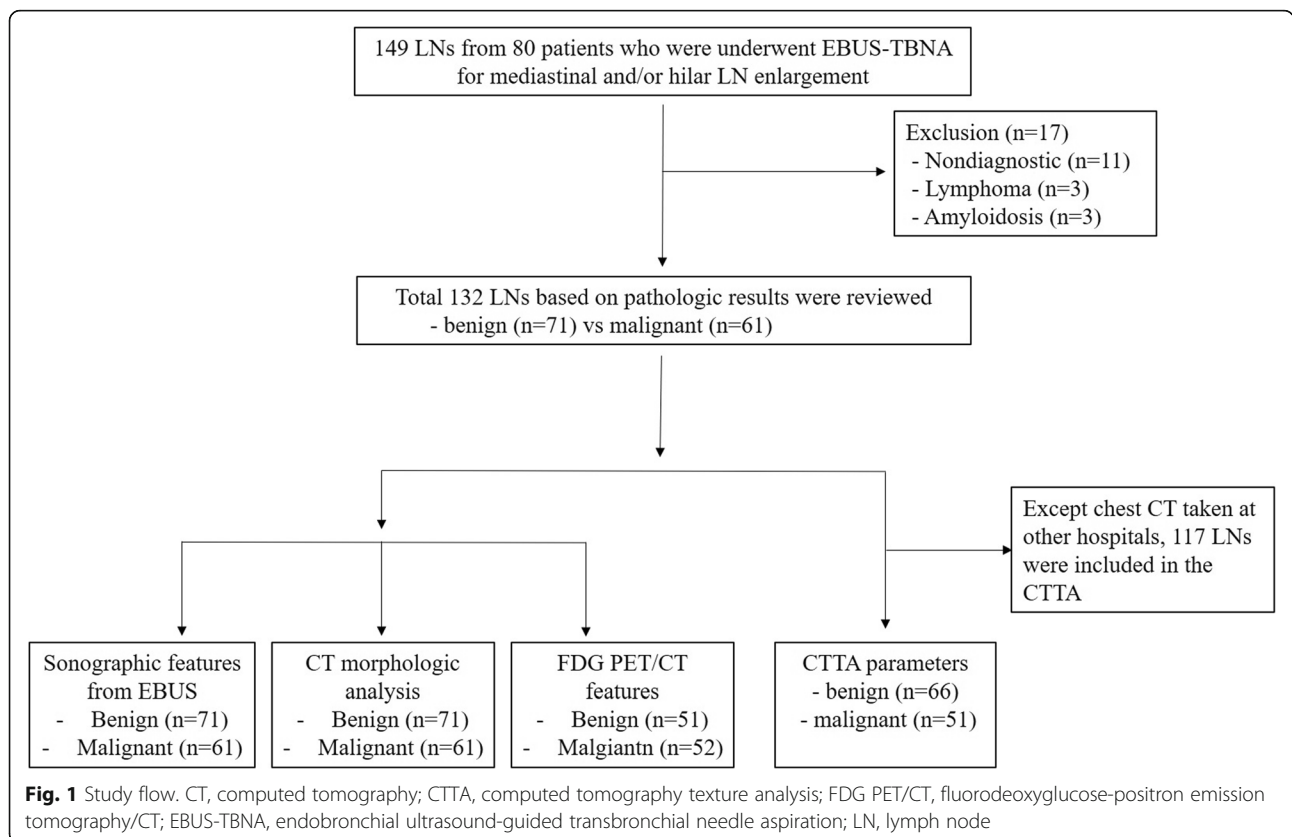 149 LNs from 80 patients who were underwent EBUS-TBNA
for mediastinal and/or hilar LN enlargement
Exclusion (n=17)
- Nondiagnostic (n=11)
- Lymphoma (n=3)
- Amyloidosis (n=3)
Total 132 LNs based on pathologic results were reviewed
- benign (n=71) vs malignant (n=61)
Except chest CT taken at
other hospitals, 117 LNs
were included in the
CTTA
Sonographic features
from EBUS
- Benign (n=71)
- Malignant (n=61)
CT morphologic
analysis
- Benign (n=71)
- Malignant (n=61)
FDG PET/CT
features
- Benign (n=51)
- Malgiantn (n=52)
CTTA parameters
- benign (n=66)
- malignant (n=51)
Fig. 1 Study flow. CT, computed tomography; CTTA, computed tomography texture analysis; FDG PET/CT, fluorodeoxyglucose-positron emission
tomography/CT; EBUS-TBNA, endobronchial ultrasound-guided transbronchial needle aspiration; LN, lymph node